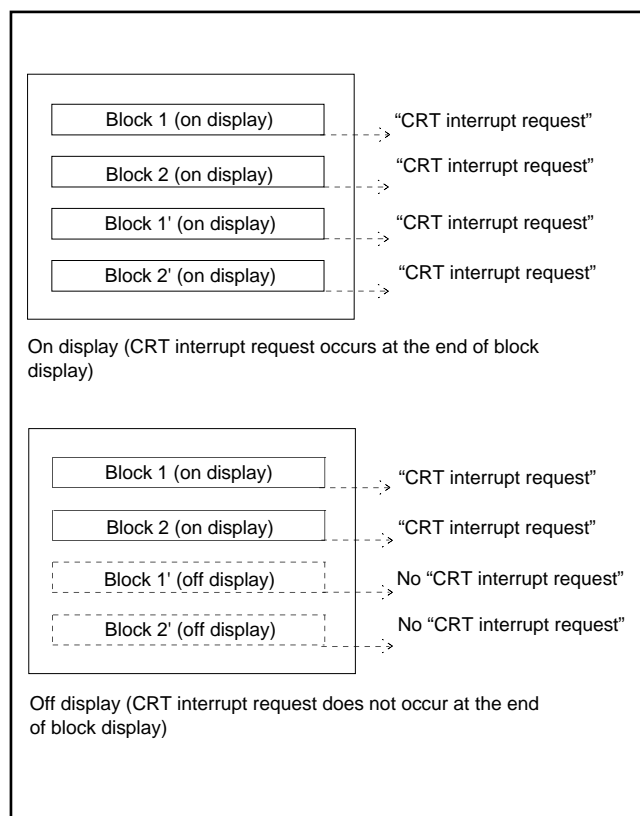 Block 1 (on display)
“CRT interrupt request”
Block 2 (on display)
“CRT interrupt request”
Block 1' (on display)
“CRT interrupt request”
Block 2' (on display)
“CRT interrupt request”
On display (CRT interrupt request occurs at the end of block
display)
Block 1 (on display)
“CRT interrupt request”
Block 2 (on display)
“CRT interrupt request”
Block 1' (off display)
No “CRT interrupt request”
Block 2' (off display)
No “CRT interrupt request”
Off display (CRT interrupt request does not occur at the end
of block display)